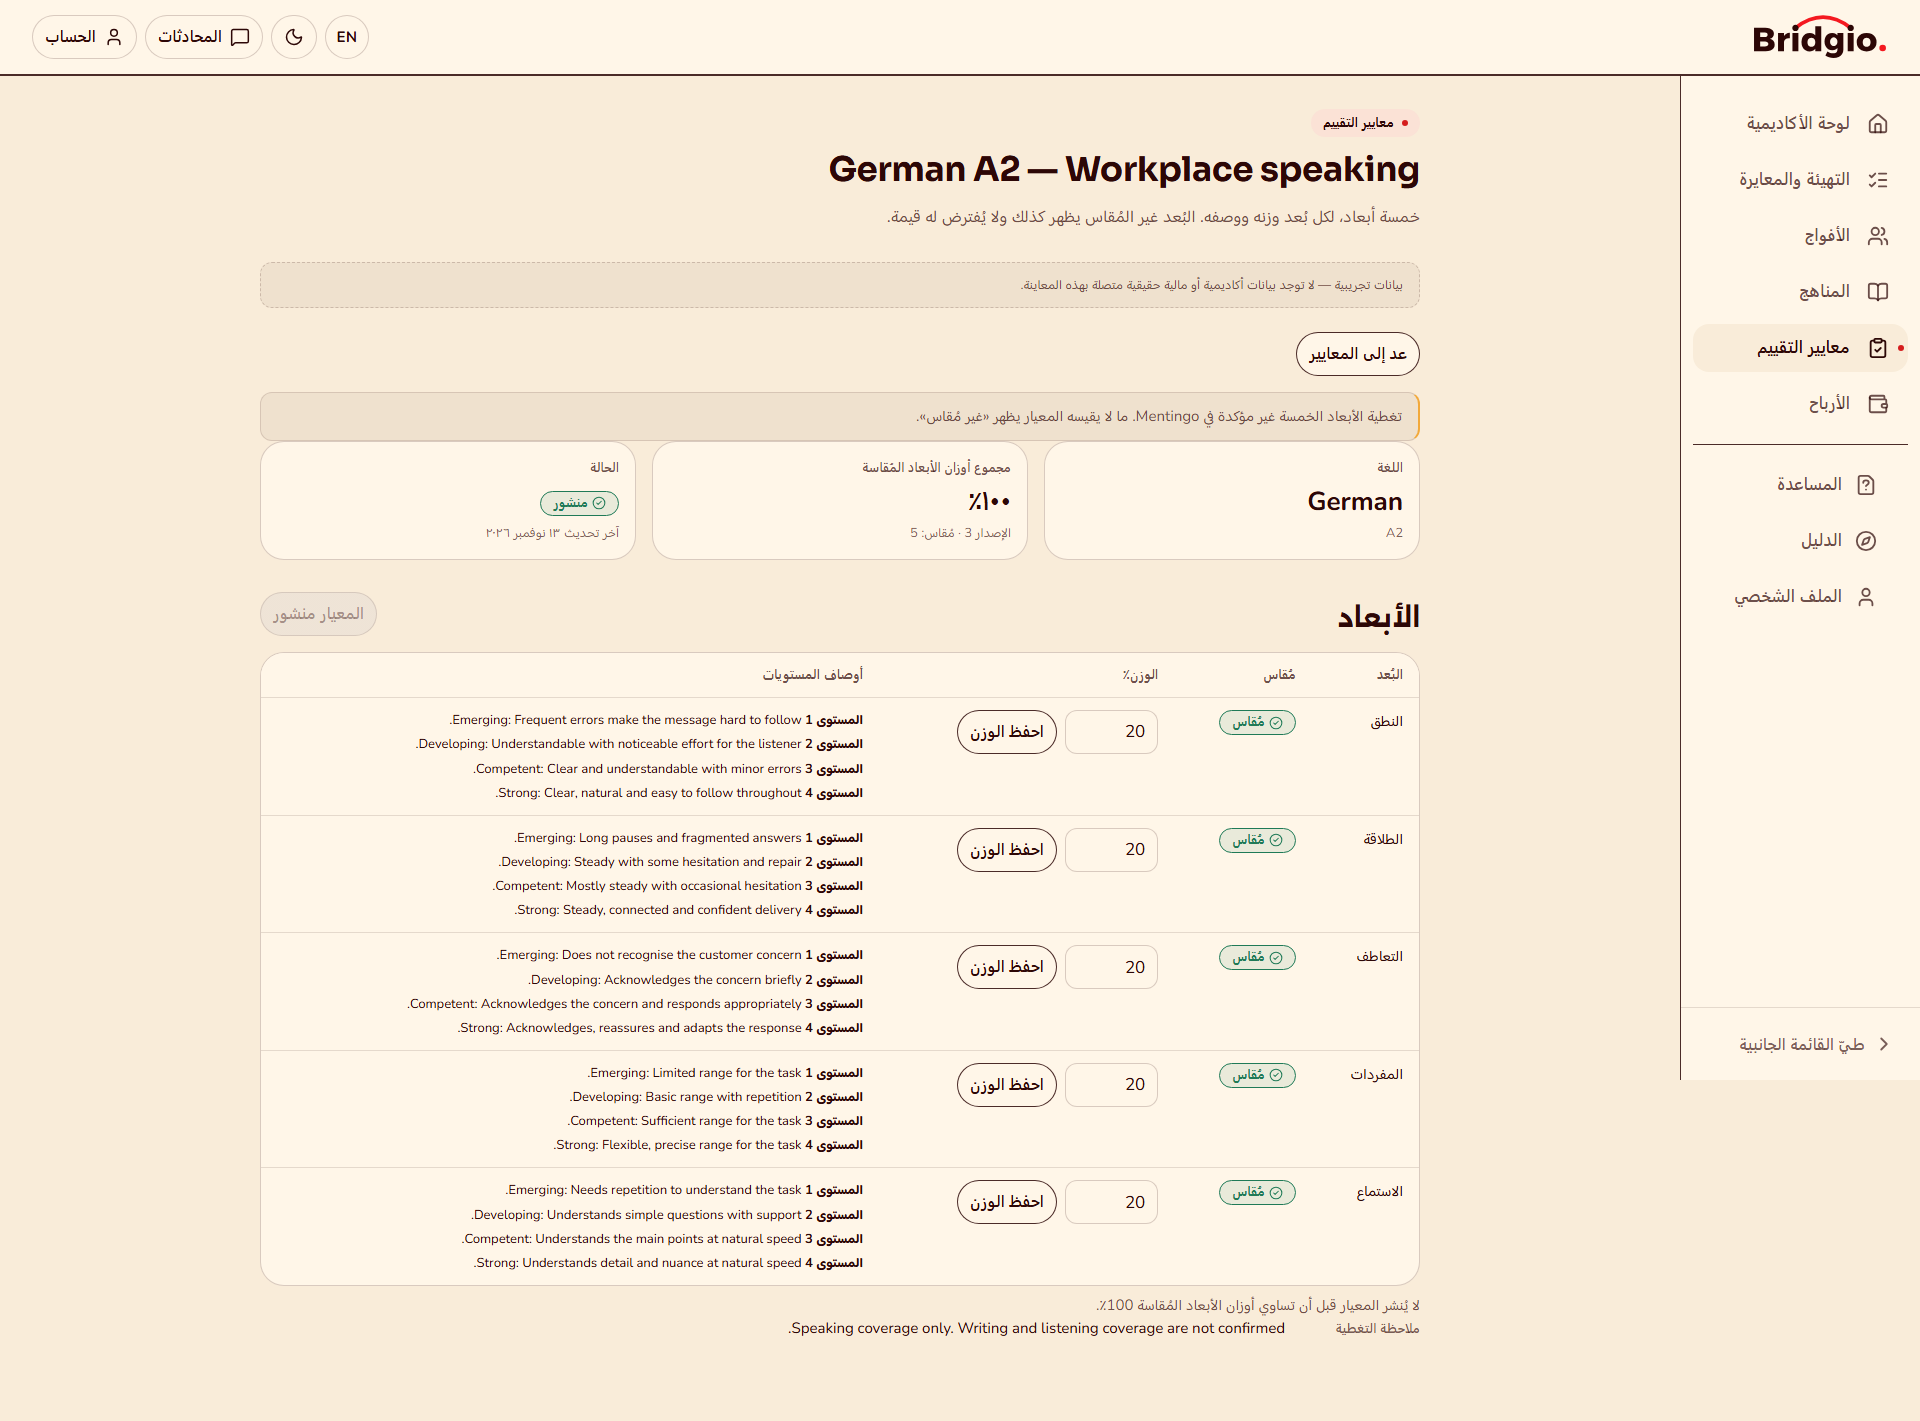 Bridgio.
الحساب
المحادثات
EN
لوحة الأكاديمية
التهيئة والمعايرة
الأفواج
المناهج
معايير التقييم
الأرباح
المساعدة
الدليل
الملف الشخصي
طيّ القائمة الجانبية
معايير التقييم
German A2 — Workplace speaking
خمسة أبعاد، لكل بُعد وزنه ووصفه. البُعد غير المُقاس يظهر كذلك ولا يُفترض له قيمة.
بيانات تجريبية — لا توجد بيانات أكاديمية أو مالية حقيقية متصلة بهذه المعاينة.
عد إلى المعايير
تغطية الأبعاد الخمسة غير مؤكدة في Mentingo. ما لا يقيسه المعيار يظهر «غير مُقاس».
اللغة
German
A2
مجموع أوزان الأبعاد المُقاسة
١٠٠٪
الإصدار 3 · مُقاس: 5
الحالة
منشور
آخر تحديث ١٣ نوفمبر ٢٠٢٦
الأبعاد
المعيار منشور
البُعد مُقاس الوزن٪ أوصاف المستويات
النطق مُقاس 20 احفظ الوزن
المستوى 1 Emerging: Frequent errors make the message hard to follow.
المستوى 2 Developing: Understandable with noticeable effort for the listener.
المستوى 3 Competent: Clear and understandable with minor errors.
المستوى 4 Strong: Clear, natural and easy to follow throughout.
الطلاقة مُقاس 20 احفظ الوزن
المستوى 1 Emerging: Long pauses and fragmented answers.
المستوى 2 Developing: Steady with some hesitation and repair.
المستوى 3 Competent: Mostly steady with occasional hesitation.
المستوى 4 Strong: Steady, connected and confident delivery.
التعاطف مُقاس 20 احفظ الوزن
المستوى 1 Emerging: Does not recognise the customer concern.
المستوى 2 Developing: Acknowledges the concern briefly.
المستوى 3 Competent: Acknowledges the concern and responds appropriately.
المستوى 4 Strong: Acknowledges, reassures and adapts the response.
المفردات مُقاس 20 احفظ الوزن
المستوى 1 Emerging: Limited range for the task.
المستوى 2 Developing: Basic range with repetition.
المستوى 3 Competent: Sufficient range for the task.
المستوى 4 Strong: Flexible, precise range for the task.
الاستماع مُقاس 20 احفظ الوزن
المستوى 1 Emerging: Needs repetition to understand the task.
المستوى 2 Developing: Understands simple questions with support.
المستوى 3 Competent: Understands the main points at natural speed.
المستوى 4 Strong: Understands detail and nuance at natural speed.
لا يُنشر المعيار قبل أن تساوي أوزان الأبعاد المُقاسة 100٪.
ملاحظة التغطية Speaking coverage only. Writing and listening coverage are not confirmed.